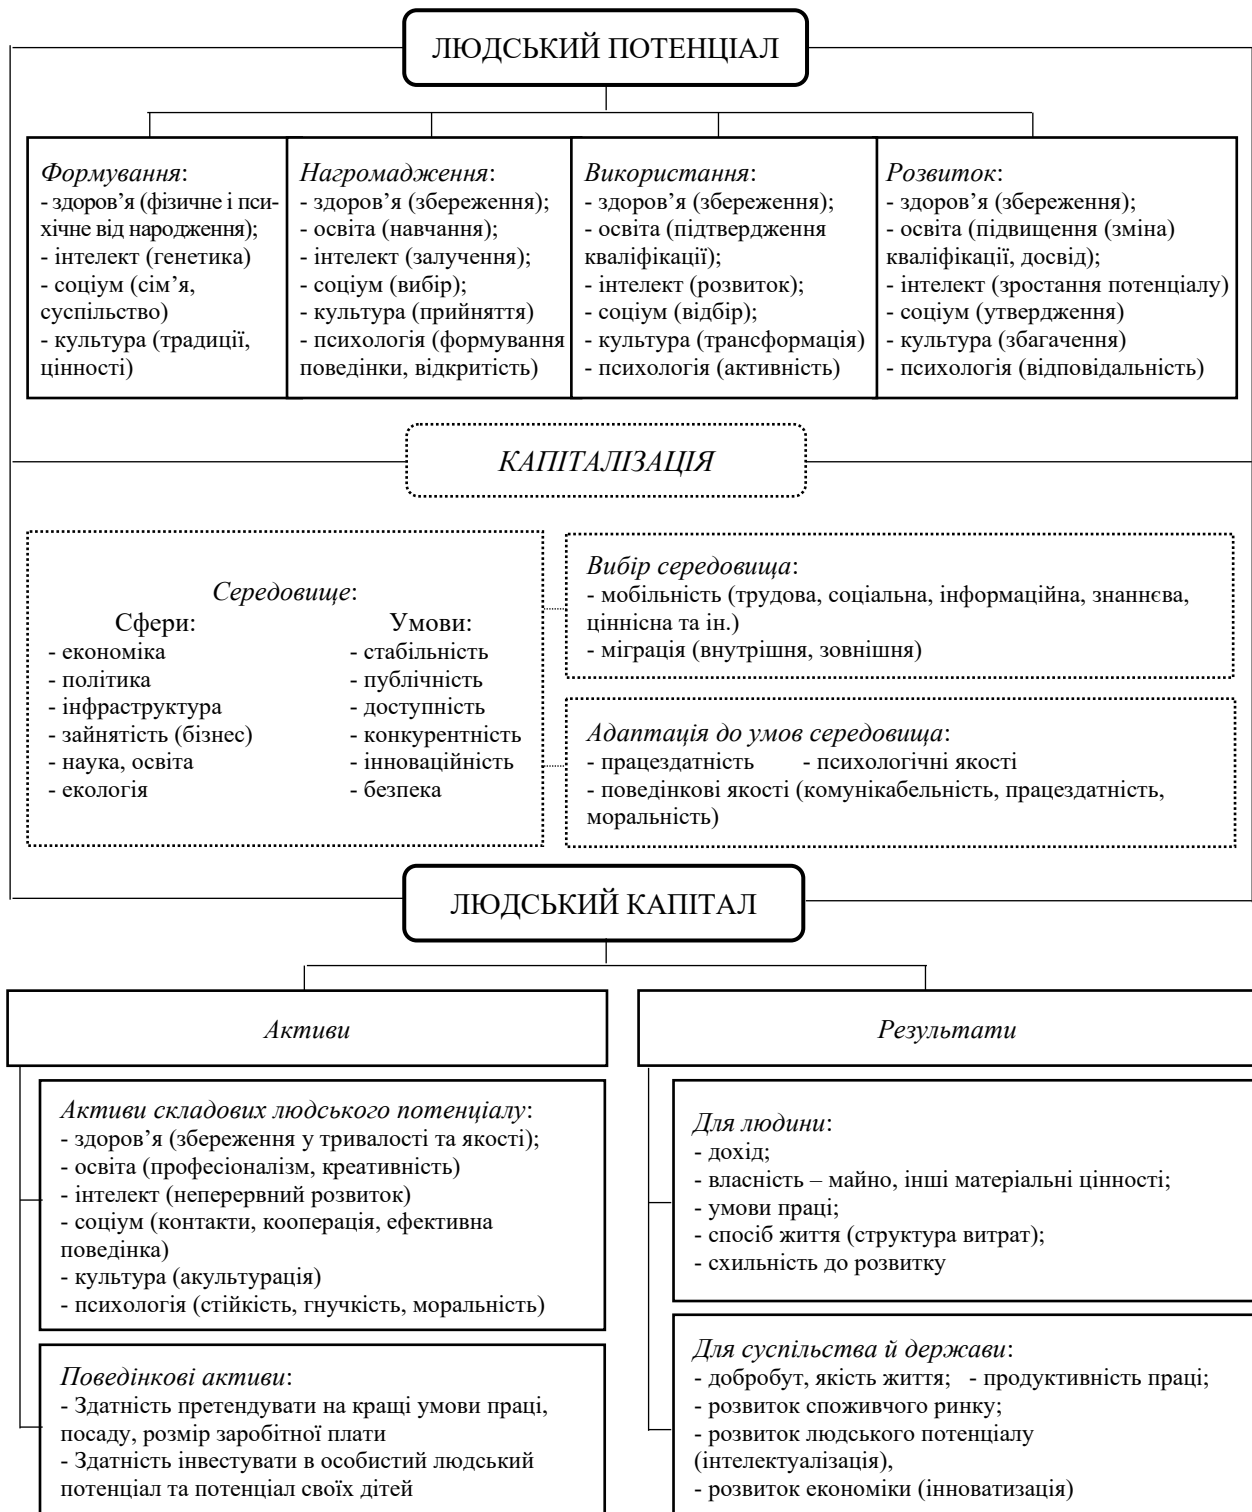 ЛЮДСЬКИЙ ПОТЕНЦІАЛ
Формування:
- здоров’я (фізичне і пси-
хічне від народження);
- інтелект (генетика)
- соціум (сім’я,
суспільство)
- культура (традиції,
цінності)
Нагромадження:
- здоров’я (збереження);
- освіта (навчання);
- інтелект (залучення);
- соціум (вибір);
- культура (прийняття)
- психологія (формування
поведінки, відкритість)
Використання:
- здоров’я (збереження);
- освіта (підтвердження
кваліфікації);
- інтелект (розвиток);
- соціум (відбір);
- культура (трансформація)
- психологія (активність)
Розвиток:
- здоров’я (збереження);
- освіта (підвищення (зміна)
кваліфікації, досвід);
- інтелект (зростання потенціалу)
- соціум (утвердження)
- культура (збагачення)
- психологія (відповідальність)
КАПІТАЛІЗАЦІЯ
Середовище:
Сфери:
- економіка
- політика
- інфраструктура
- зайнятість (бізнес)
- наука, освіта
- екологія
Умови:
- стабільність
- публічність
- доступність
- конкурентність
- інноваційність
- безпека
Вибір середовища:
- мобільність (трудова, соціальна, інформаційна, знаннєва,
ціннісна та ін.)
- міграція (внутрішня, зовнішня)
Адаптація до умов середовища:
- працездатність - психологічні якості
- поведінкові якості (комунікабельність, працездатність,
моральність)
ЛЮДСЬКИЙ КАПІТАЛ
Активи
Активи складових людського потенціалу:
- здоров’я (збереження у тривалості та якості);
- освіта (професіоналізм, креативність)
- інтелект (неперервний розвиток)
- соціум (контакти, кооперація, ефективна
поведінка)
- культура (акультурація)
- психологія (стійкість, гнучкість, моральність)
Поведінкові активи:
- Здатність претендувати на кращі умови праці,
посаду, розмір заробітної плати
- Здатність інвестувати в особистий людський
потенціал та потенціал своїх дітей
Результати
Для людини:
- дохід;
- власність – майно, інші матеріальні цінності;
- умови праці;
- спосіб життя (структура витрат);
- схильність до розвитку
Для суспільства й держави:
- добробут, якість життя; - продуктивність праці;
- розвиток споживчого ринку;
- розвиток людського потенціалу
(інтелектуалізація),
- розвиток економіки (інноватизація)